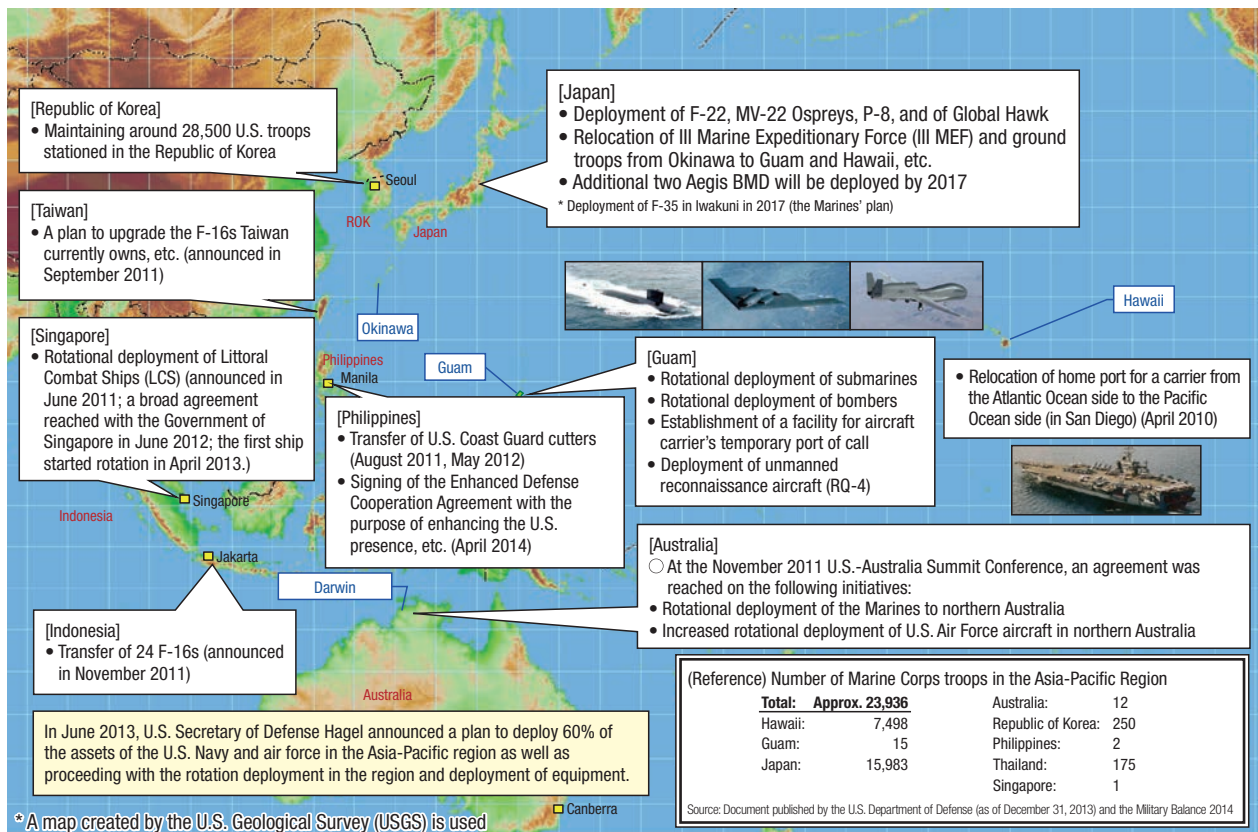 [Republic of Korea]
• Maintaining around 28,500 U.S. troops
stationed in the Republic of Korea
[Japan]
• Deployment of F-22, MV-22 Ospreys, P-8, and of Global Hawk
• Relocation of III Marine Expeditionary Force (III MEF) and ground
troops from Okinawa to Guam and Hawaii, etc.
• Additional two Aegis BMD will be deployed by 2017
* Deployment of F-35 in Iwakuni in 2017 (the Marines' plan)
Seoul
ROK
Japan
[Taiwan]
• A plan to upgrade the F-16s Taiwan
currently owns, etc. (announced in
September 2011)
Okinawa
Hawaii
[Singapore]
• Rotational deployment of Littoral
Combat Ships (LCS) (announced in
June 2011; a broad agreement
reached with the Government of
Singapore in June 2012; the first ship
started rotation in April 2013.)
Philippines
Manila
Guam
[Guam]
• Rotational deployment of submarines
• Rotational deployment of bombers
• Establishment of a facility for aircraft
carrier's temporary port of call
• Deployment of unmanned
reconnaissance aircraft (RQ-4)
• Relocation of home port for a carrier from
the Atlantic Ocean side to the Pacific
Ocean side (in San Diego) (April 2010)
[Philippines]
• Transfer of U.S. Coast Guard cutters
(August 2011, May 2012)
• Signing of the Enhanced Defense
Cooperation Agreement with the
purpose of enhancing the U.S.
presence, etc. (April 2014)
Singapore
Indonesia
Jakarta
Darwin
[Australia]
○ At the November 2011 U.S.-Australia Summit Conference, an agreement was
reached on the following initiatives:
• Rotational deployment of the Marines to northern Australia
• Increased rotational deployment of U.S. Air Force aircraft in northern Australia
[Indonesia]
• Transfer of 24 F-16s (announced
in November 2011)
Australia
(Reference) Number of Marine Corps troops in the Asia-Pacific Region
Total: Approx. 23,936
Hawaii: 7,498
Guam: 15
Japan: 15,983
Australia: 12
Republic of Korea: 250
Philippines: 2
Thailand: 175
Singapore: 1
Source: Document published by the U.S. Department of Defense (as of December 31, 2013) and the Military Balance 2014
In June 2013, U.S. Secretary of Defense Hagel announced a plan to deploy 60% of
the assets of the U.S. Navy and air force in the Asia-Pacific region as well as
proceeding with the rotation deployment in the region and deployment of equipment.
Canberra
* A map created by the U.S. Geological Survey (USGS) is used